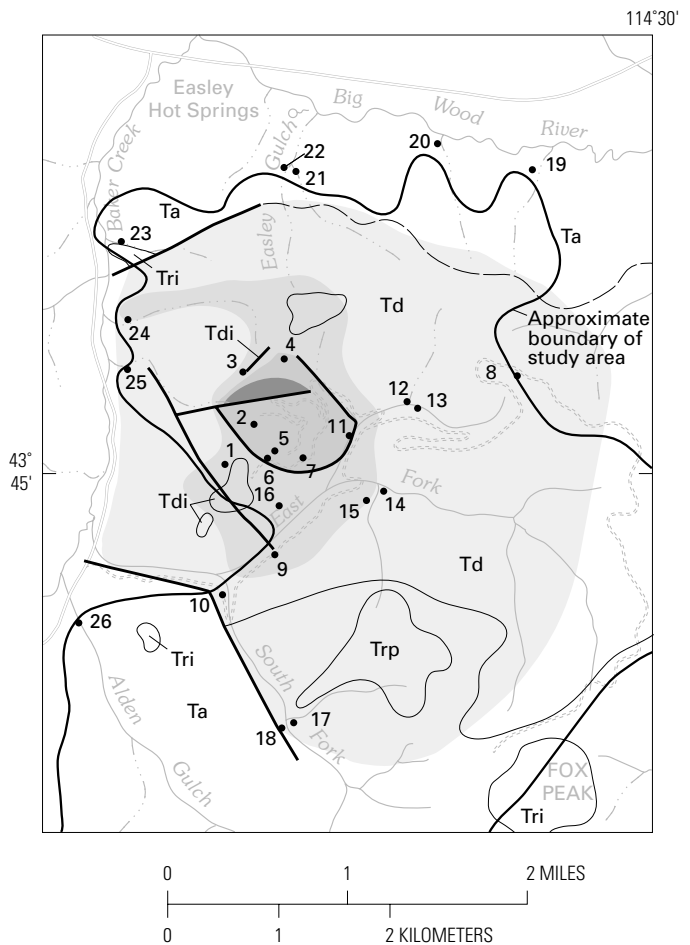 114°30'
Easley
Hot Springs
Big
Wood
River
Baker Creek
Gulch
Easley
20
22
21
19
Ta
Ta
23
Tri
Td
24
Tdi
4
3
Approximate
boundary of
study area
8
25
12
13
2
11
5
1
6
7
43°
45'
16
Fork
Tdi
East
15
14
9
Td
10
26
Tri
Trp
South
Alden
Ta
17
18
Fork
Gulch
FOX
PEAK
Tri
0 1 2 MILES
0 1 2 KILOMETERS